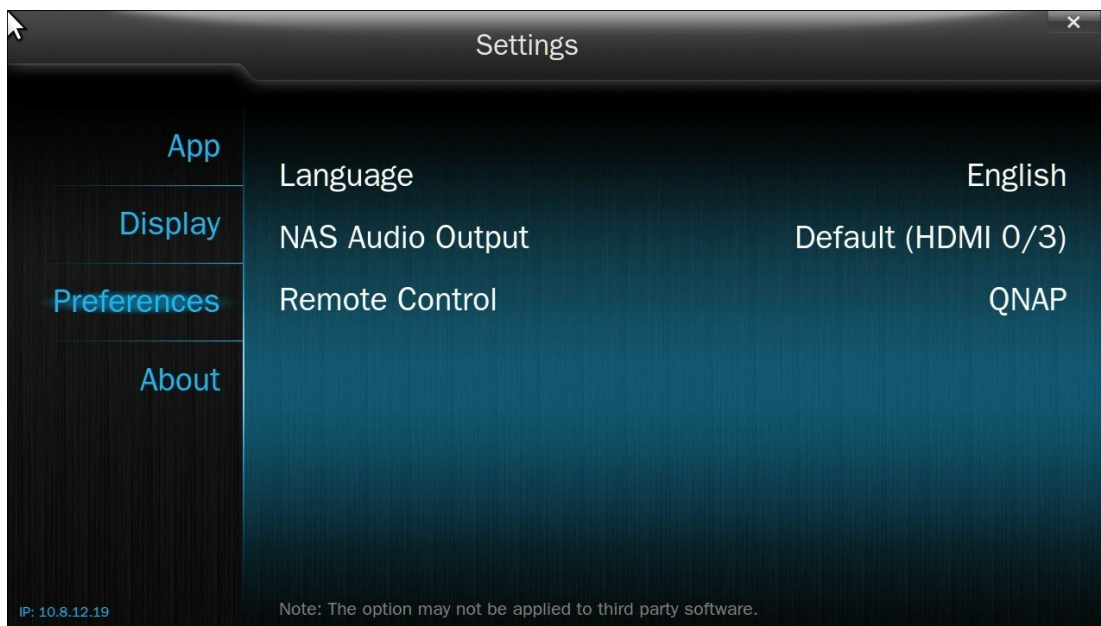 Settings
App
Display
Preferences
About
Language English
NAS Audio Output Default (HDMI 0/3)
Remote Control QNAP
IP: 10.8.12.19
Note: The option may not be applied to third party software.